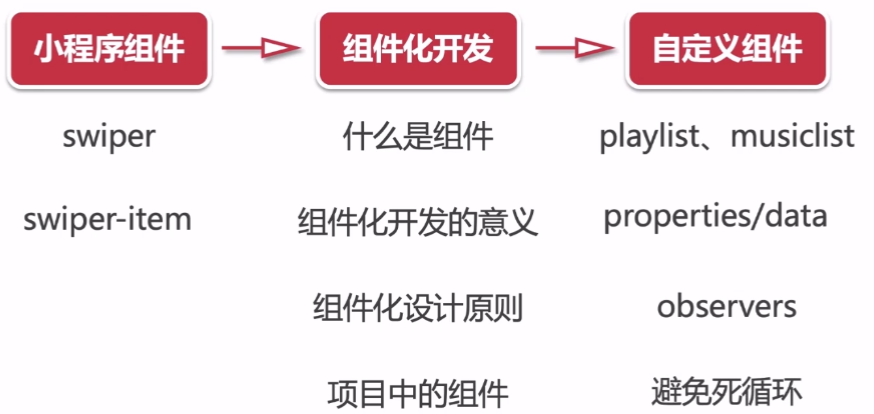 小程序组件
组件化开发
自定义组件
swiper
什么是组件
playlist、musiclist
swiper-item
组件化开发的意义
properties/data
组件化设计原则
observers
项目中的组件
避免死循环